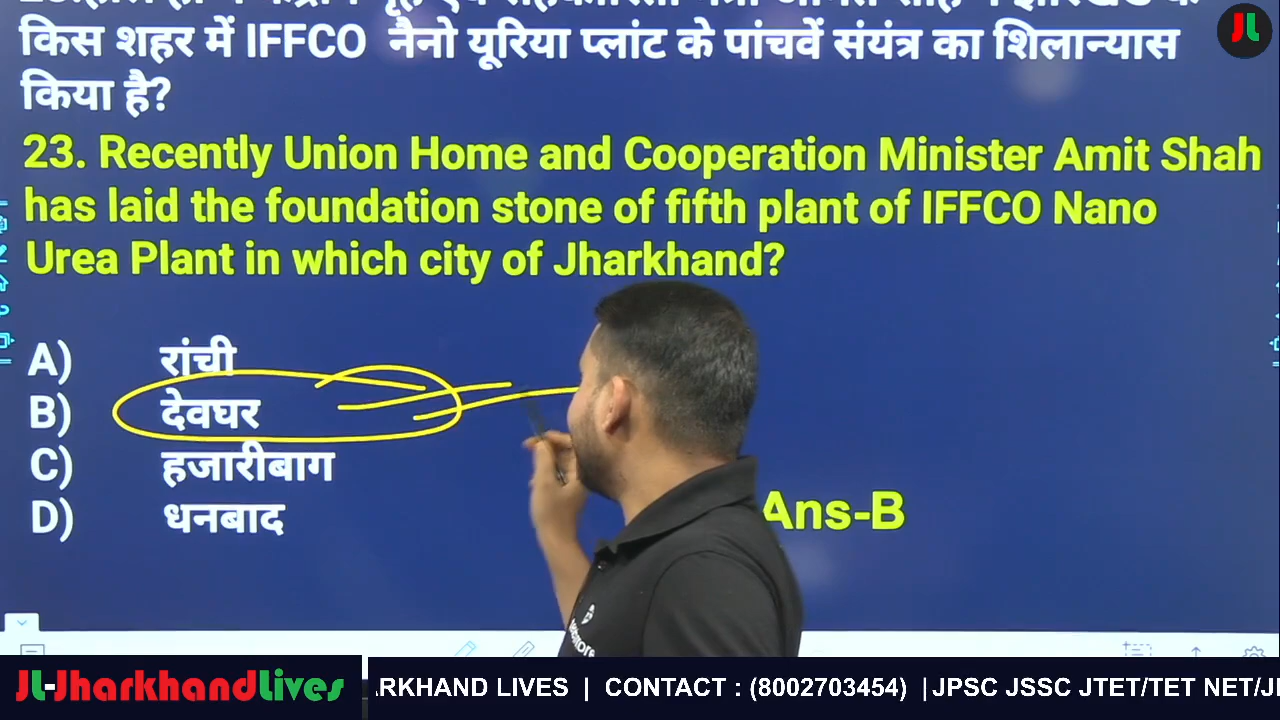 JL
किस शहर में IFFCO नैनो यूरिया प्लांट के पांचवें संयंत्र का शिलान्यास
किया है?
23. Recently Union Home and Cooperation Minister Amit Shah
has laid the foundation stone of fifth plant of IFFCO Nano
Urea Plant in which city of Jharkhand?
A) रांची
B) देवघर
C) हजारीबाग
D) धनबाद
Ans-B
JL-JharkhandLives
RKHAND LIVES | CONTACT : (8002703454) | JPSC JSSC JTET/TET NET/J